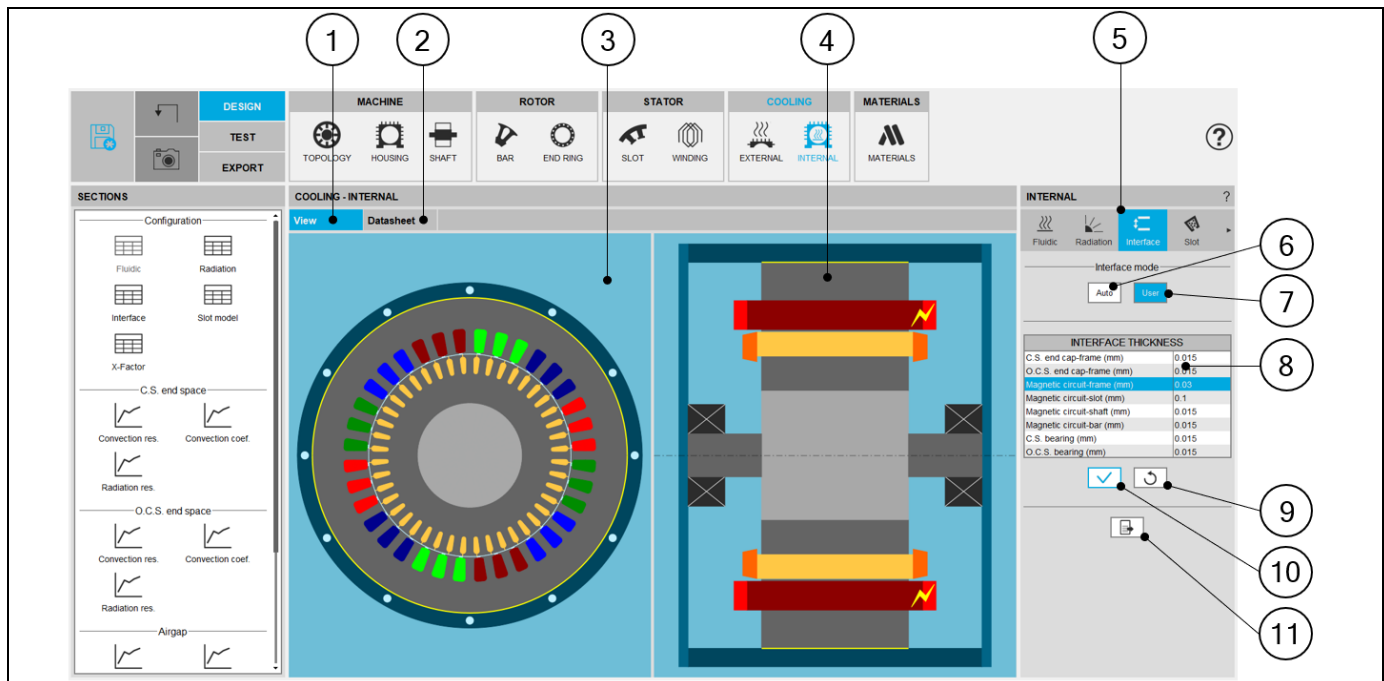 1
2
3
4
5
DESIGN
TEST
EXPORT
MACHINE
TOPOLOGY
HOUSING
SHAFT
ROTOR
BAR
END RING
STATOR
SLOT
WINDING
COOLING
EXTERNAL
INTERNAL
MATERIALS
MATERIALS
?
SECTIONS
Configuration
Fluidic
Radiation
Interface
Slot model
X-Factor
C.S. end space
Convection res.
Convection coef.
Radiation res.
O.C.S. end space
Convection res.
Convection coef.
Radiation res.
Airgap
COOLING - INTERNAL
View
Datasheet
INTERNAL
?
Fluidic
Radiation
Interface
Slot
Interface mode
Auto
User
6
7
INTERFACE THICKNESS
C.S. end cap-frame (mm) 0.015
O.C.S. end cap-frame (mm) 0.015
Magnetic circuit-frame (mm) 0.03
Magnetic circuit-slot (mm) 0.1
Magnetic circuit-shaft (mm) 0.015
Magnetic circuit-bar (mm) 0.015
C.S. bearing (mm) 0.015
O.C.S. bearing (mm) 0.015
8
9
10
11